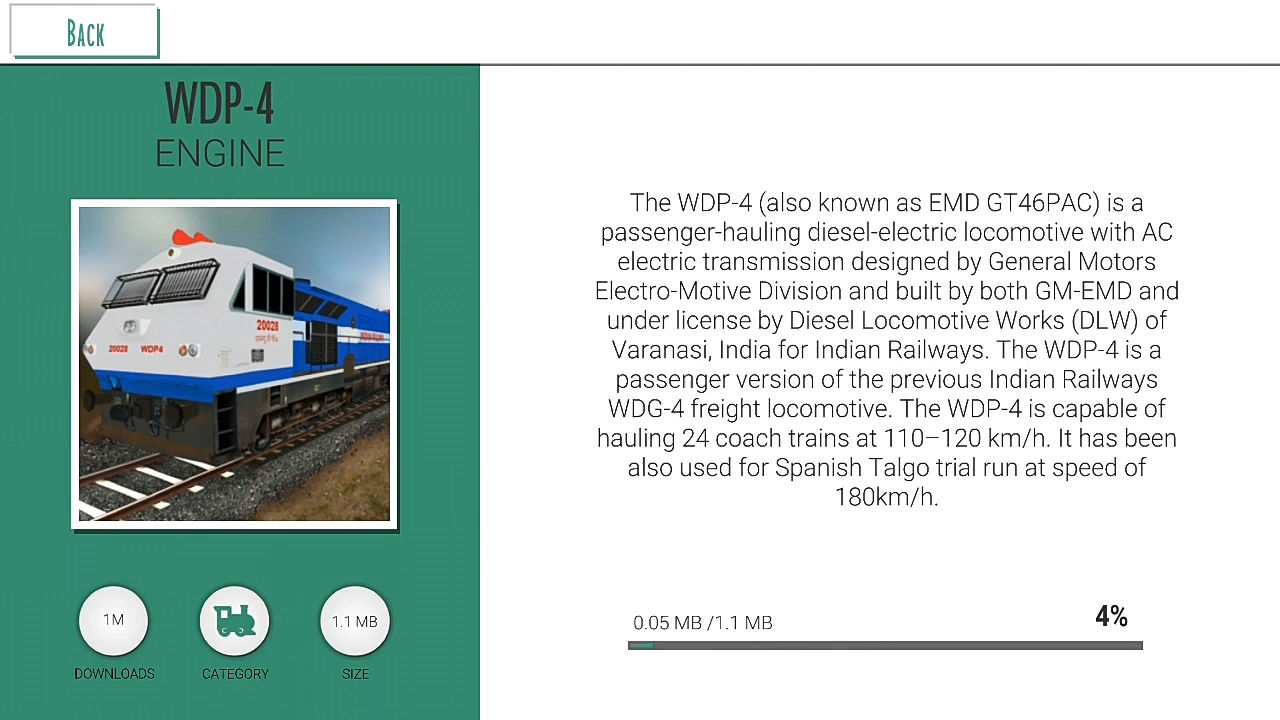 Back
WDP-4
ENGINE
20028
20028 WDP4
The WDP-4 (also known as EMD GT46PAC) is a
passenger-hauling diesel-electric locomotive with AC
electric transmission designed by General Motors
Electro-Motive Division and built by both GM-EMD and
under license by Diesel Locomotive Works (DLW) of
Varanasi, India for Indian Railways. The WDP-4 is a
passenger version of the previous Indian Railways
WDG-4 freight locomotive. The WDP-4 is capable of
hauling 24 coach trains at 110–120 km/h. It has been
also used for Spanish Talgo trial run at speed of
180km/h.
1M
1.1 MB
DOWNLOADS
CATEGORY
SIZE
0.05 MB /1.1 MB
4%